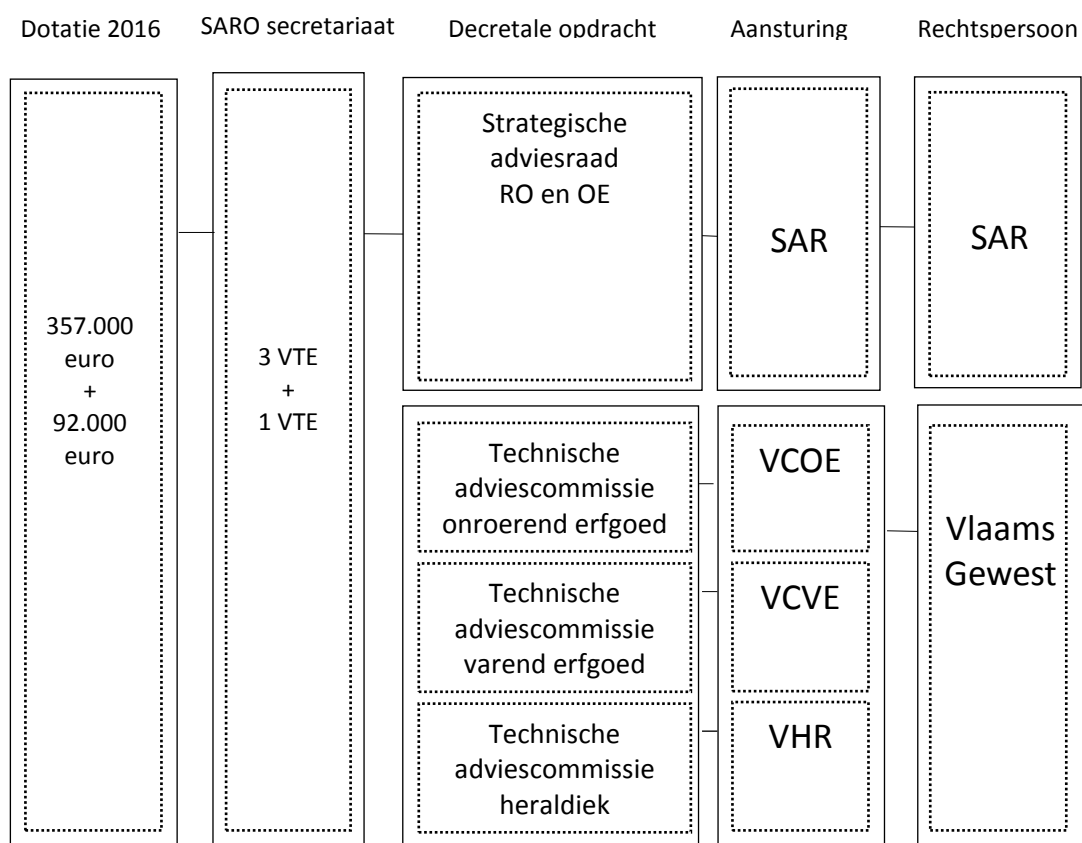 Dotatie 2016
SARO secretariaat
Decretale opdracht
Aansturing
Rechtspersoon
357.000
euro
+
92.000
euro
3 VTE
+
1 VTE
Strategische
adviesraad
RO en OE
SAR
SAR
Technische
adviescommissie
onroerend erfgoed
VCOE
Technische
adviescommissie
varend erfgoed
VCVE
Technische
adviescommissie
heraldiek
VHR
Vlaams
Gewest